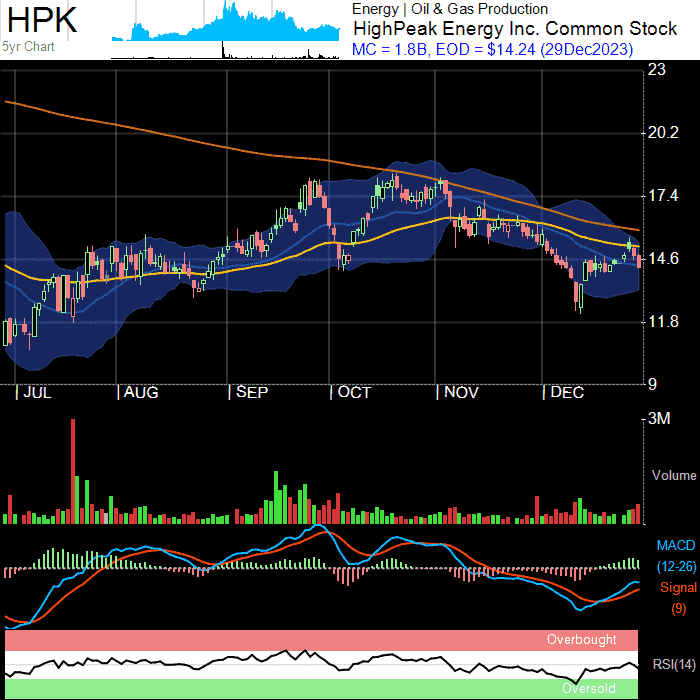 HPK
5yr Chart
Energy | Oil & Gas Production
HighPeak Energy Inc. Common Stock
MC = 1.8B, EOD = $14.24 (29Dec2023)
23
20.2
17.4
14.6
11.8
9
| JUL | AUG | SEP | OCT | NOV | DEC
3M
Volume
MACD
(12-26)
Signal
(9)
Overbought
RSI(14)
Oversold